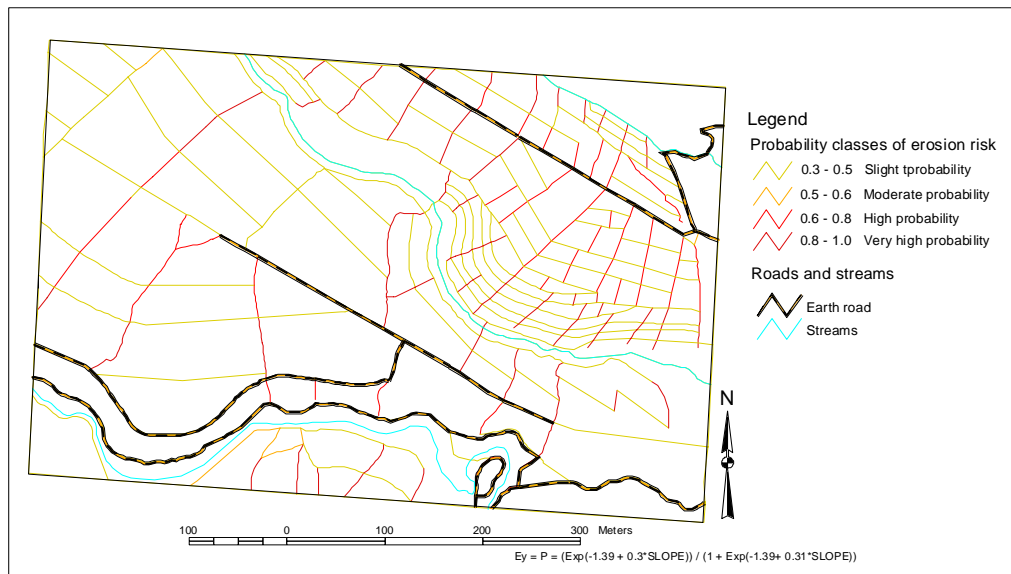 Legend
Probability classes of erosion risk
0.3 - 0.5 Slight tprobability
0.5 - 0.6 Moderate probability
0.6 - 0.8 High probability
0.8 - 1.0 Very high probability
Roads and streams
Earth road
Streams
N
100 0 100 200 300 Meters
Ey = P = (Exp(-1.39 + 0.3*SLOPE)) / (1 + Exp(-1.39+ 0.31*SLOPE))